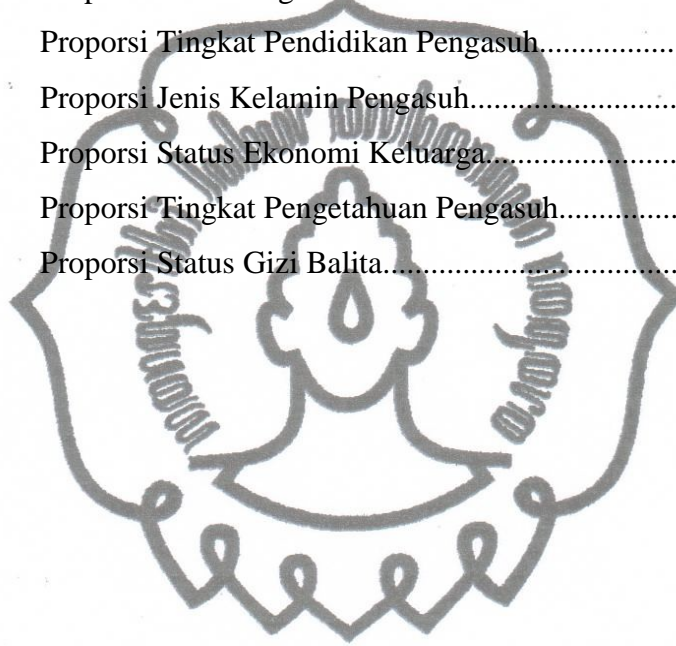 Proporsi Tingkat Pendidikan Pengasuh.................
Proporsi Jenis Kelamin Pengasuh..........................
Proporsi Status Ekonomi Keluarga........................
Proporsi Tingkat Pengetahuan Pengasuh...............
Proporsi Status Gizi Balita.....................................